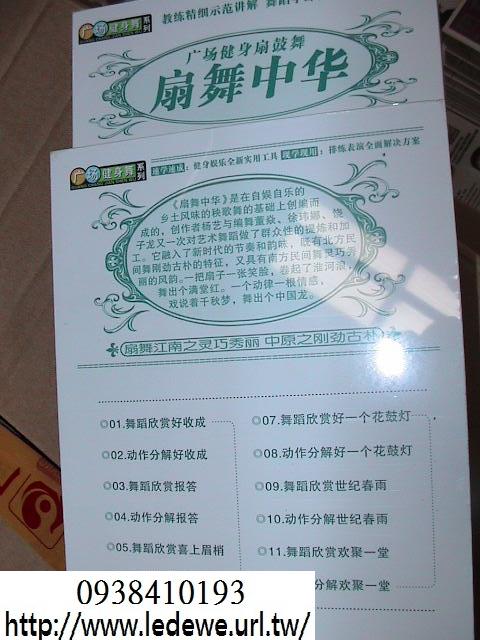 教练精细示范讲解 舞蹈
广场健身舞系列
广场健身扇鼓舞
扇舞中华
广场健身舞系列
速学速成：健身娱乐全新实用工具 现学现用：排练表演全面解决方案
《扇舞中华》是在自娱自乐的
乡土风味的秧歌舞的基础上创编而
成的，创作者杨艺与编舞董焱、徐玮娜、饶
子龙又一次对艺术舞蹈做了群众性的提炼和加
工。它融入了新时代的节奏和韵味，既有北方民
间舞刚劲古朴的特征，又具有南方民间舞灵巧秀
丽的风韵。一把扇子一张笑脸，卷起了淮河浪，
舞出个满堂红。一个动律一根情感，
戏说着千秋梦，舞出个中国龙。
扇舞江南之灵巧秀丽 中原之刚劲古朴
◎01.舞蹈欣赏好收成
◎02.动作分解好收成
◎03.舞蹈欣赏报答
◎04.动作分解报答
◎05.舞蹈欣赏喜上眉梢
◎07.舞蹈欣赏好一个花鼓灯
◎08.动作分解好一个花鼓灯
◎09.舞蹈欣赏世纪春雨
◎10.动作分解世纪春雨
◎11.舞蹈欣赏欢聚一堂
分解欢聚一堂
0938410193
http://www.ledewe.url.tw/